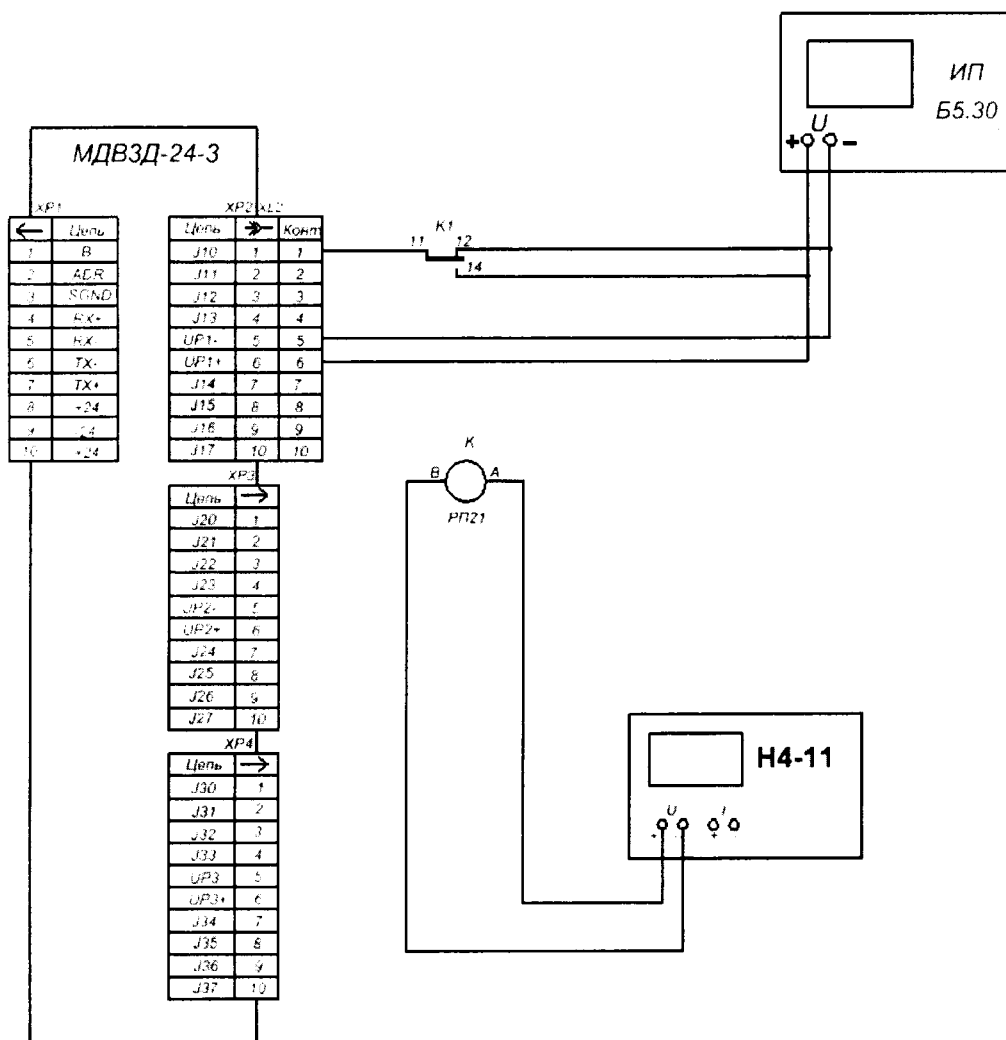 ИП
Б5.30
U
+ -
МДВ3Д-24-3
XP1
Цепь
1 B
2 ADR
3 SGND
4 RX+
5 RX-
6 TX-
7 TX+
8 +24
9 -24
10 +24
XP2 XL2
Цепь Конт
J10 1 1
J11 2 2
J12 3 3
J13 4 4
UP1- 5 5
UP1+ 6 6
J14 7 7
J15 8 8
J16 9 9
J17 10 10
K1
11 12
14
XP3
Цепь
J20 1
J21 2
J22 3
J23 4
UP2- 5
UP2+ 6
J24 7
J25 8
J26 9
J27 10
К
B A
РП21
XP4
Цепь
J30 1
J31 2
J32 3
J33 4
UP3 5
UP3+ 6
J34 7
J35 8
J36 9
J37 10
Н4-11
U I
+ - +